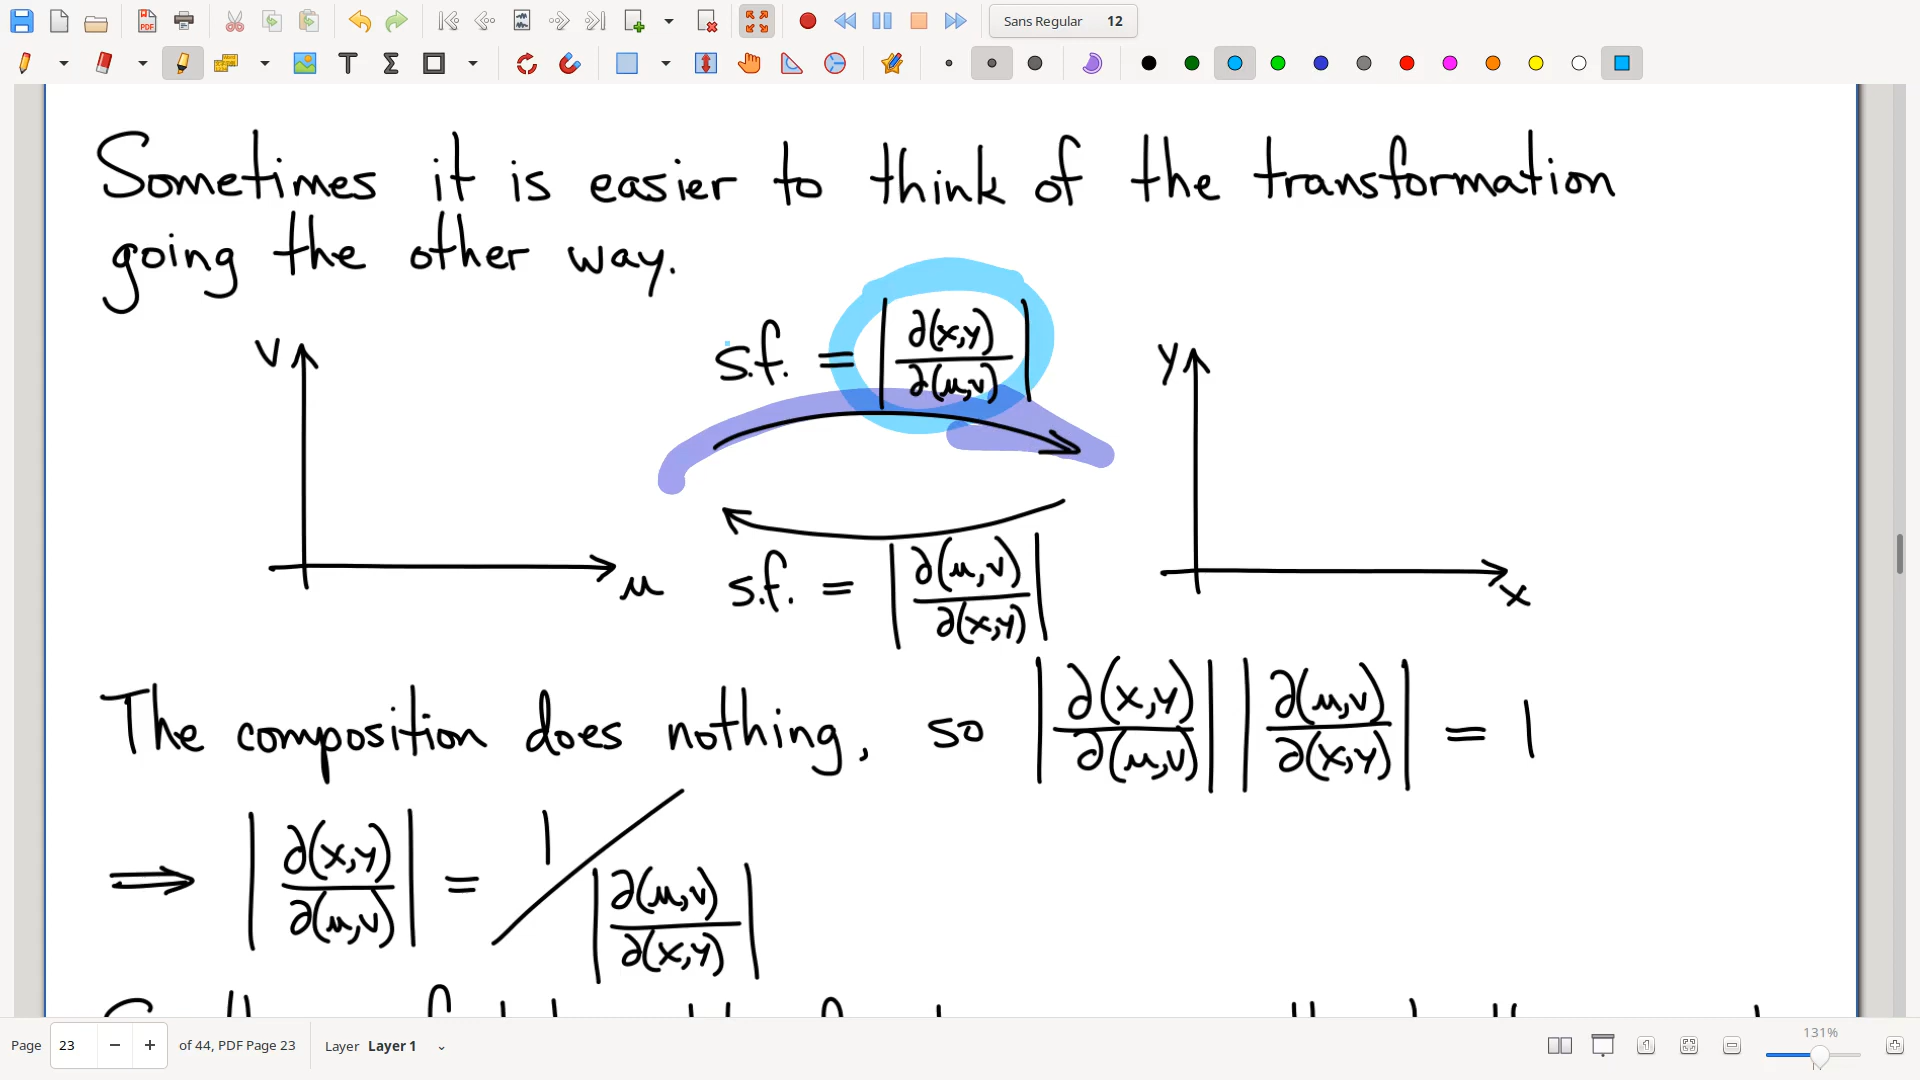 Sans Regular 12
Sometimes it is easier to think of the transformation
going the other way.
v
s.f. = |∂(x,y)/∂(u,v)|
y
u
s.f. = |∂(u,v)/∂(x,y)|
x
The composition does nothing, so |∂(x,y)/∂(u,v)| |∂(u,v)/∂(x,y)| = 1
⟹ |∂(x,y)/∂(u,v)| = 1/|∂(u,v)/∂(x,y)|
Page 23 − + of 44, PDF Page 23 Layer Layer 1 131%